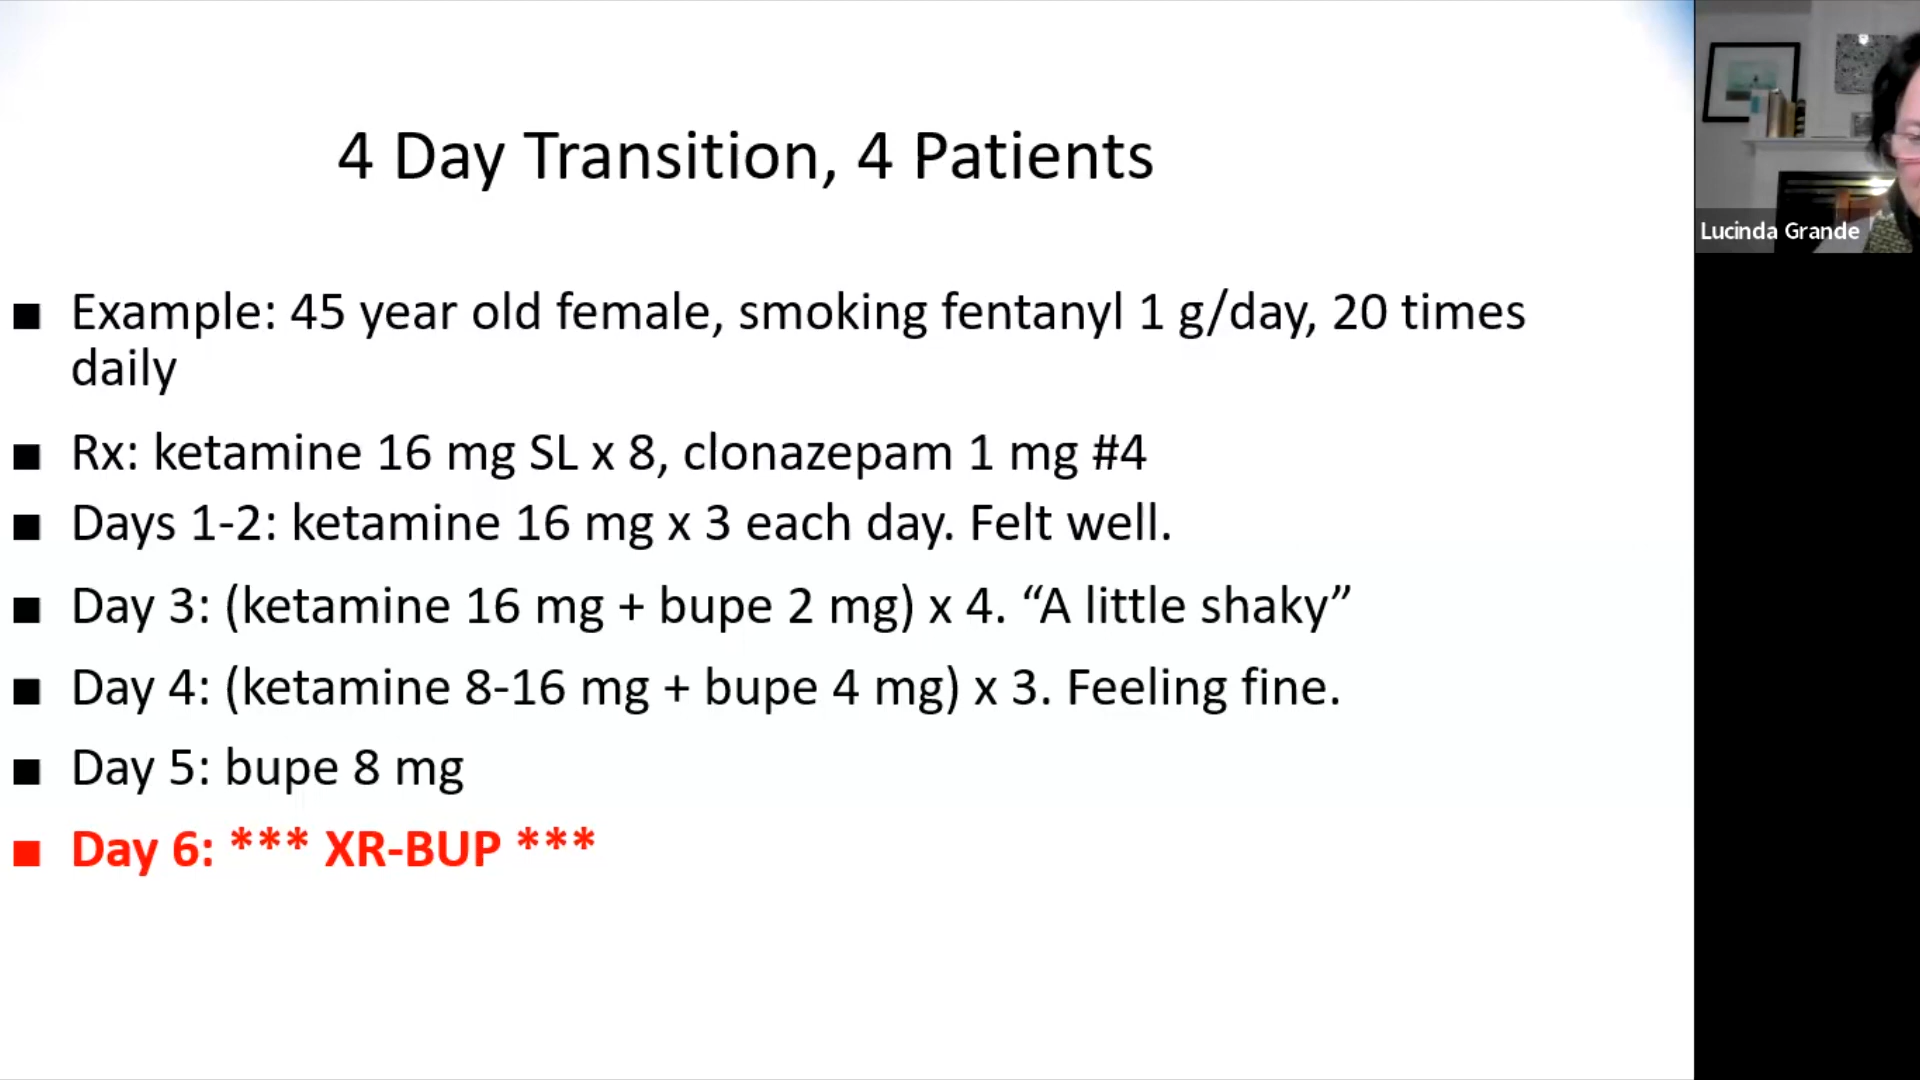 4 Day Transition, 4 Patients
Lucinda Grande
■ Example: 45 year old female, smoking fentanyl 1 g/day, 20 times
daily
■ Rx: ketamine 16 mg SL x 8, clonazepam 1 mg #4
■ Days 1-2: ketamine 16 mg x 3 each day. Felt well.
■ Day 3: (ketamine 16 mg + bupe 2 mg) x 4. “A little shaky”
■ Day 4: (ketamine 8-16 mg + bupe 4 mg) x 3. Feeling fine.
■ Day 5: bupe 8 mg
■ Day 6: *** XR-BUP ***